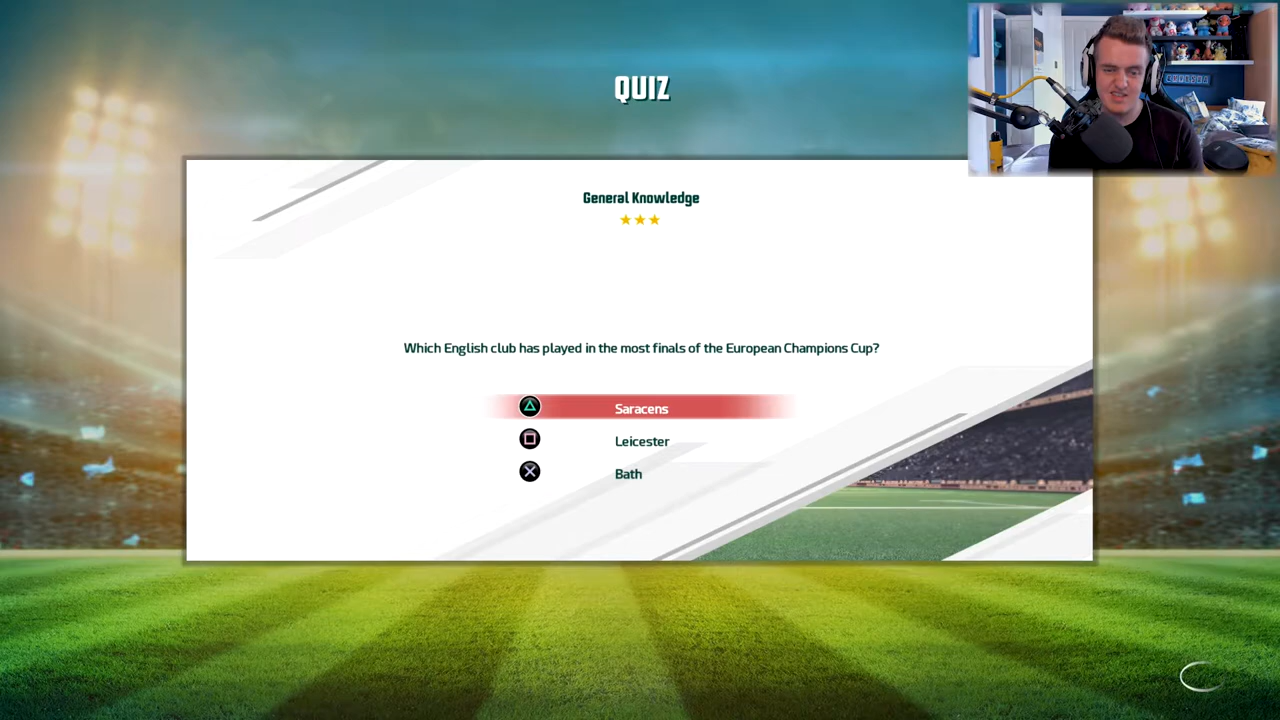 QUIZ
General Knowledge
Which English club has played in the most finals of the European Champions Cup?
Saracens
Leicester
Bath